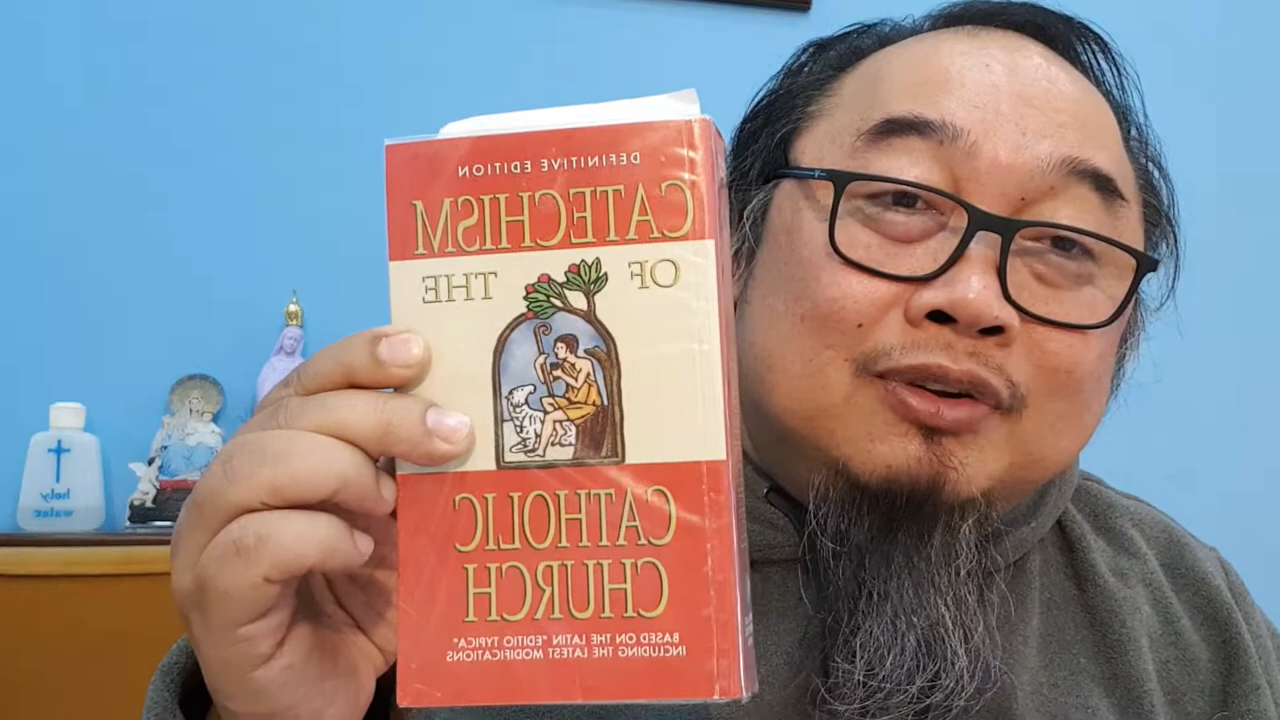 DEFINITIVE EDITION
CATECHISM
OF THE
CATHOLIC
CHURCH
BASED ON THE LATIN "EDITIO TYPICA"
INCLUDING THE LATEST MODIFICATIONS
holy
water